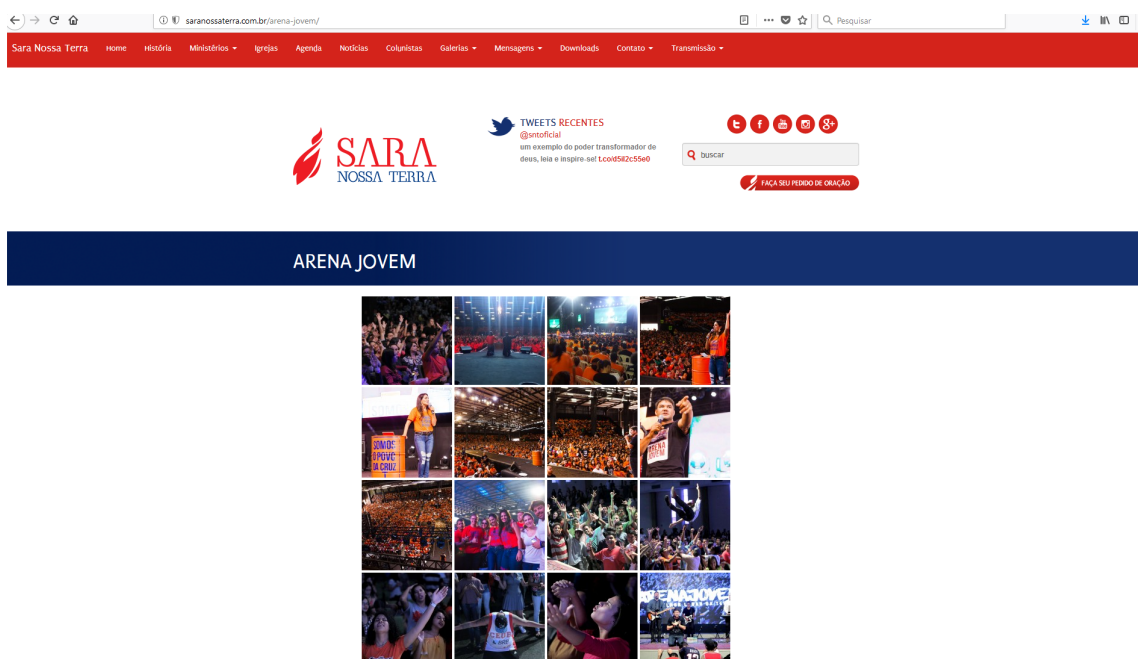 saranossaterra.com.br/arena-jovem/
Pesquisar
Sara Nossa Terra Home História Ministérios Igrejas Agenda Notícias Colunistas Galerias Mensagens Downloads Contato Transmissão
SARA
NOSSA TERRA
TWEETS RECENTES
@sntoficial
um exemplo do poder transformador de
deus, leia e inspire-se! t.co/d5il2c55e0
buscar
FAÇA SEU PEDIDO DE ORAÇÃO
ARENA JOVEM
SOMOS
O POVO
DA CRUZ
ARENA
JOVEM